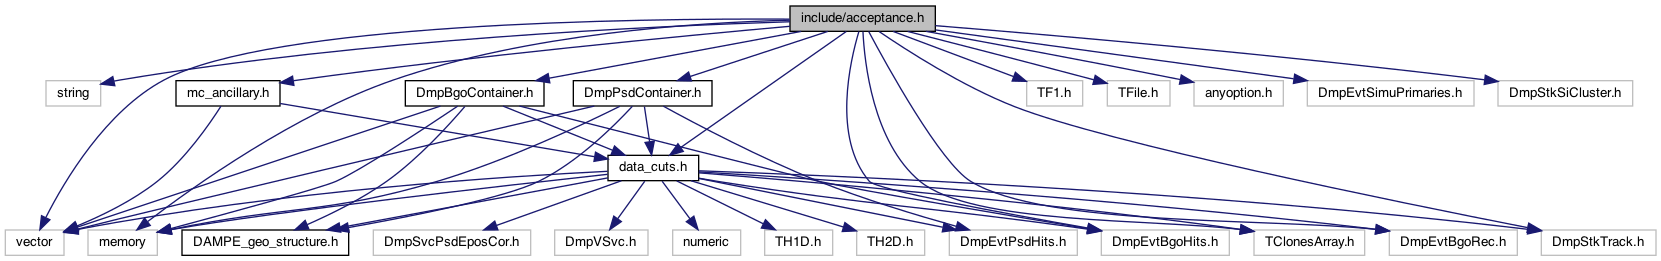 include/acceptance.h
string
mc_ancillary.h
DmpBgoContainer.h
DmpPsdContainer.h
TF1.h
TFile.h
anyoption.h
DmpEvtSimuPrimaries.h
DmpStkSiCluster.h
data_cuts.h
vector
memory
DAMPE_geo_structure.h
DmpSvcPsdEposCor.h
DmpVSvc.h
numeric
TH1D.h
TH2D.h
DmpEvtPsdHits.h
DmpEvtBgoHits.h
TClonesArray.h
DmpEvtBgoRec.h
DmpStkTrack.h